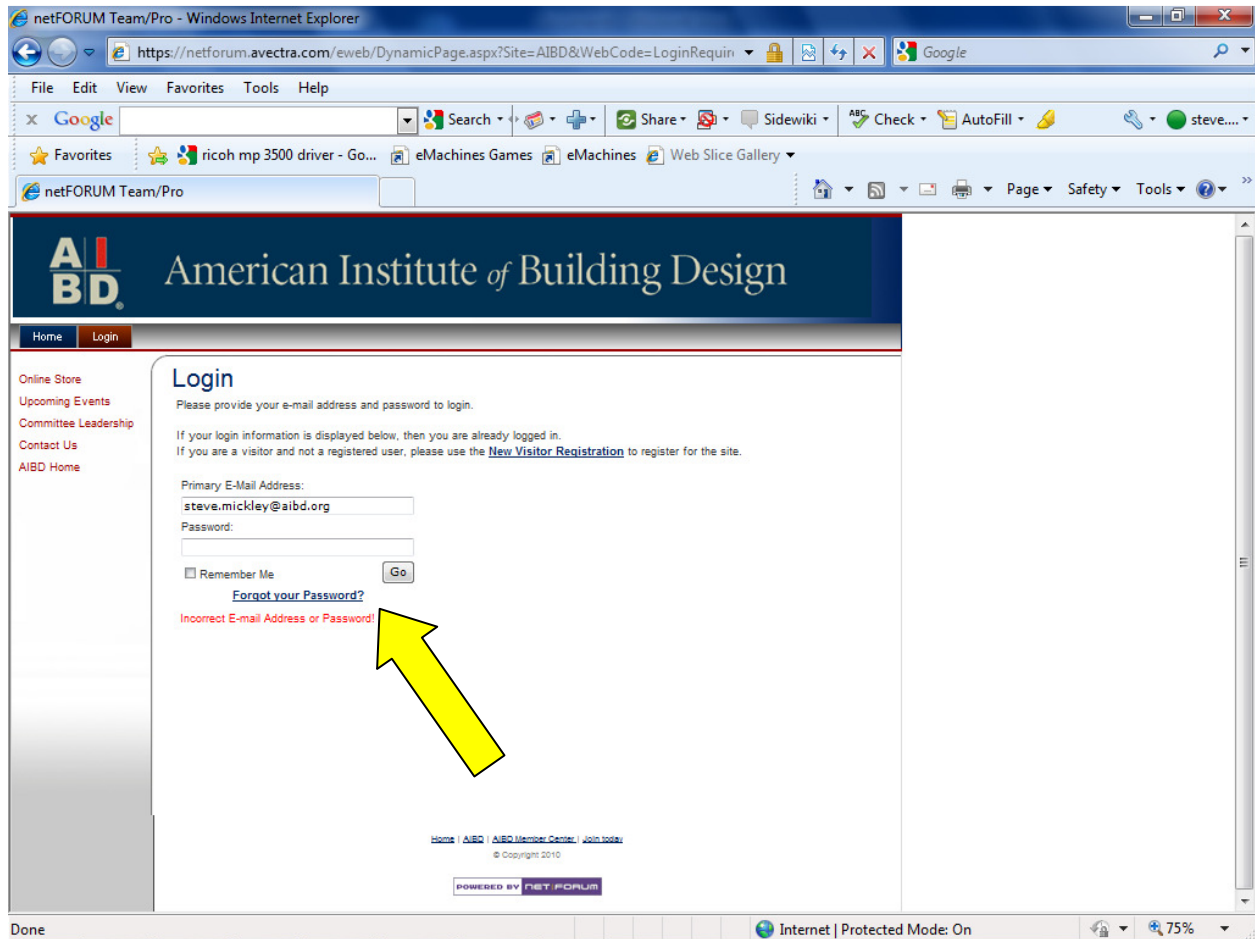 netFORUM Team/Pro - Windows Internet Explorer
https://netforum.avectra.com/eweb/DynamicPage.aspx?Site=AIBD&WebCode=LoginRequir
Google
File Edit View Favorites Tools Help
x Google Search Share Sidewiki Check AutoFill steve....
Favorites ricoh mp 3500 driver - Go... eMachines Games eMachines Web Slice Gallery
netFORUM Team/Pro Page Safety Tools
AIBD American Institute of Building Design
Home Login
Online Store
Upcoming Events
Committee Leadership
Contact Us
AIBD Home
Login
Please provide your e-mail address and password to login.
If your login information is displayed below, then you are already logged in.
If you are a visitor and not a registered user, please use the New Visitor Registration to register for the site.
Primary E-Mail Address:
steve.mickley@aibd.org
Password:
Remember Me Go
Forgot your Password?
Incorrect E-mail Address or Password!
Home | AIBD | AIBD Member Center | Join today
© Copyright 2010
POWERED BY NETFORUM
Done Internet | Protected Mode: On 75%